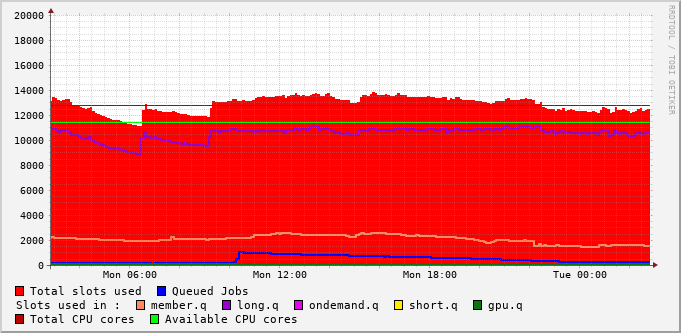 20000
18000
16000
14000
12000
10000
8000
6000
4000
2000
0
Mon 06:00 Mon 12:00 Mon 18:00 Tue 00:00
RRDTOOL / TOBI OETIKER
Total slots used Queued Jobs
Slots used in : member.q long.q ondemand.q short.q gpu.q
Total CPU cores Available CPU cores